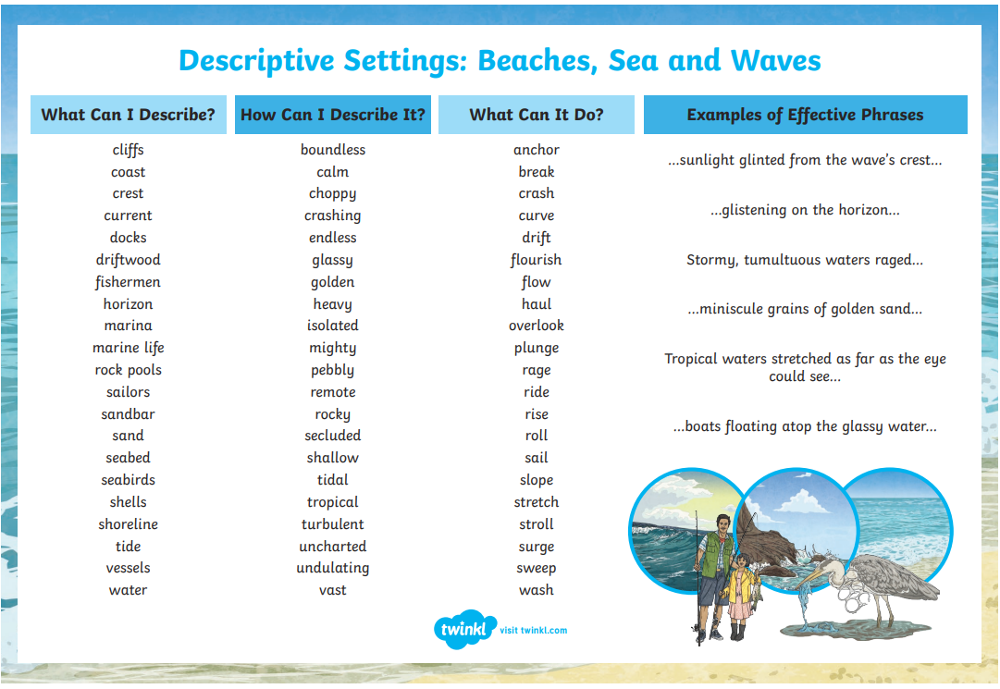 Descriptive Settings: Beaches, Sea and Waves
What Can I Describe?
cliffs
coast
crest
current
docks
driftwood
fishermen
horizon
marina
marine life
rock pools
sailors
sandbar
sand
seabed
seabirds
shells
shoreline
tide
vessels
water
How Can I Describe It?
boundless
calm
choppy
crashing
endless
glassy
golden
heavy
isolated
mighty
pebbly
remote
rocky
secluded
shallow
tidal
tropical
turbulent
uncharted
undulating
vast
What Can It Do?
anchor
break
crash
curve
drift
flourish
flow
haul
overlook
plunge
rage
ride
rise
roll
sail
slope
stretch
stroll
surge
sweep
wash
Examples of Effective Phrases
...sunlight glinted from the wave's crest...
...glistening on the horizon...
Stormy, tumultuous waters raged...
...miniscule grains of golden sand...
Tropical waters stretched as far as the eye
could see...
...boats floating atop the glassy water...
twinkl visit twinkl.com